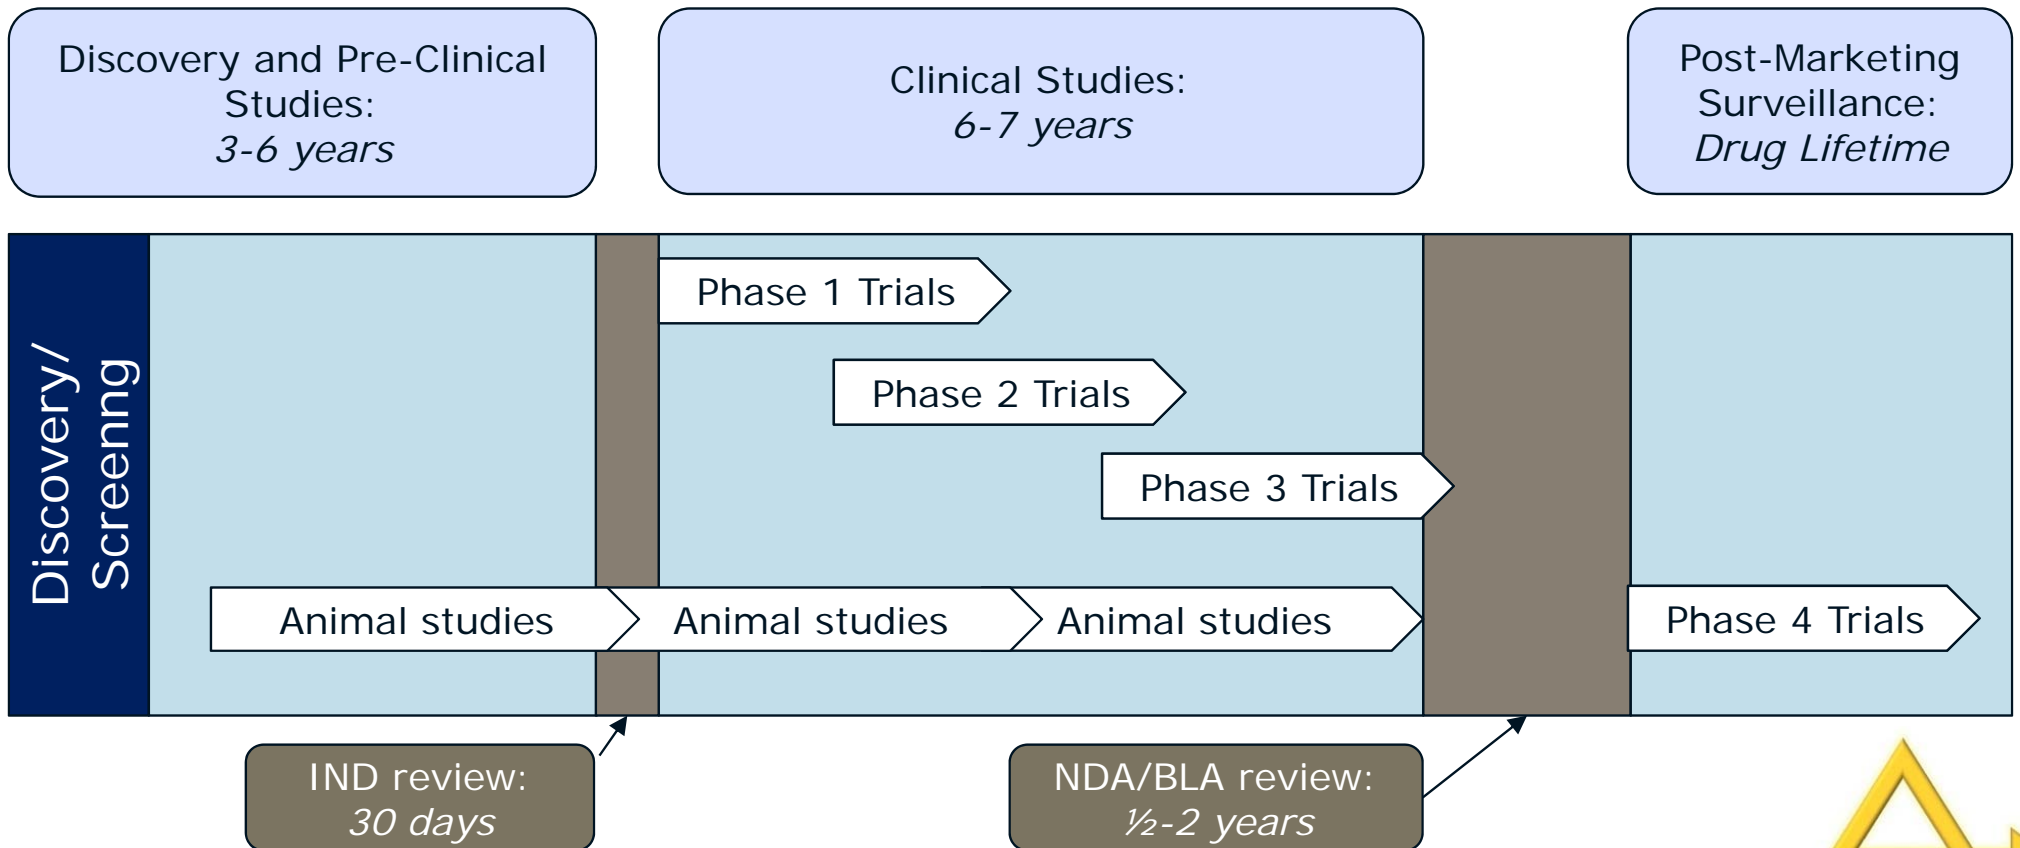 Discovery and Pre-Clinical
Studies:
3-6 years
Clinical Studies:
6-7 years
Post-Marketing
Surveillance:
Drug Lifetime
Discovery/
Screenng
Phase 1 Trials
Phase 2 Trials
Phase 3 Trials
Animal studies
Animal studies
Animal studies
Phase 4 Trials
IND review:
30 days
NDA/BLA review:
½-2 years